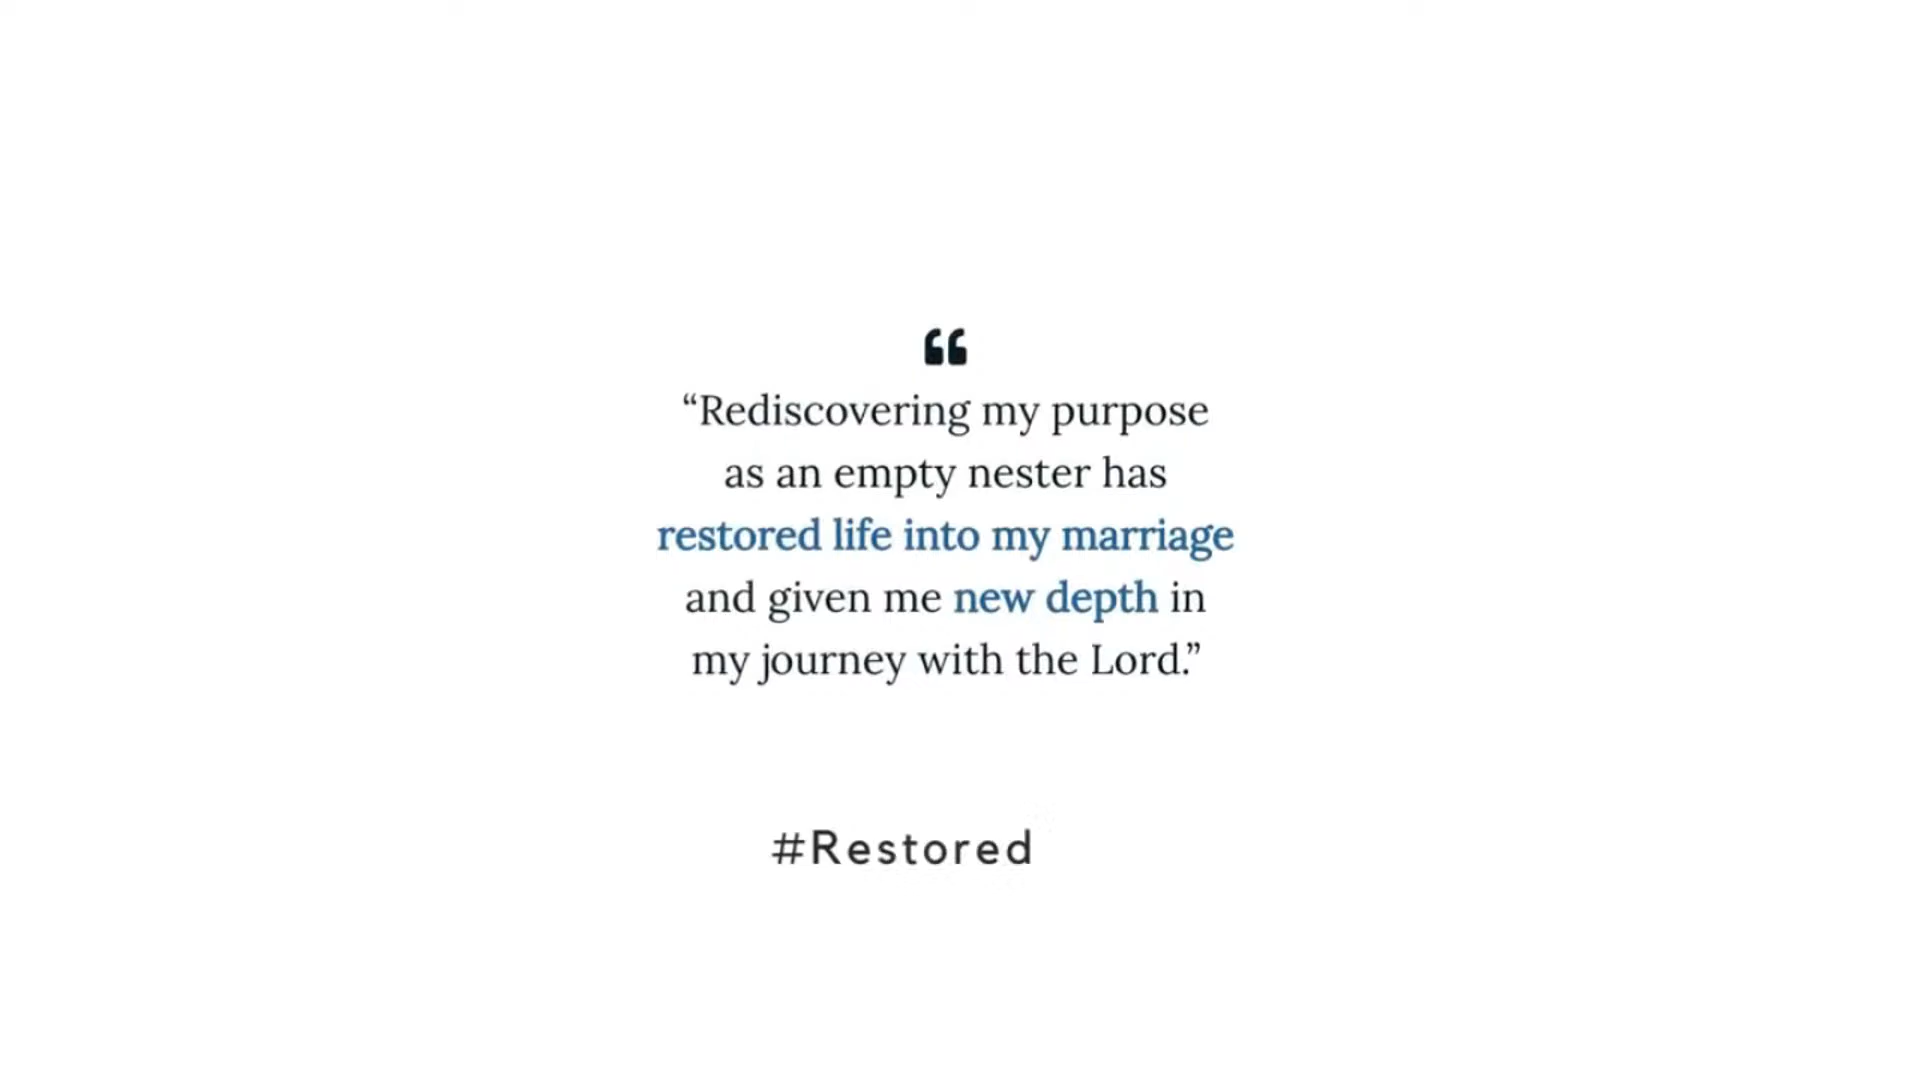 “Rediscovering my purpose
as an empty nester has
restored life into my marriage
and given me new depth in
my journey with the Lord.”
#Restored